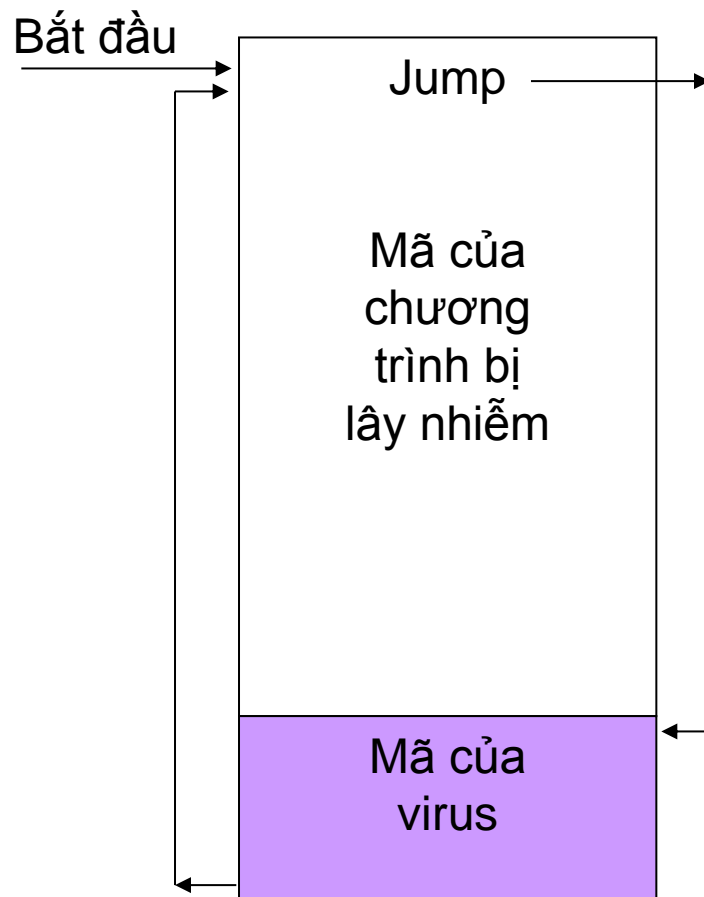 Bắt đầu
Jump
Mã của
chương
trình bị
lây nhiễm
Mã của
virus